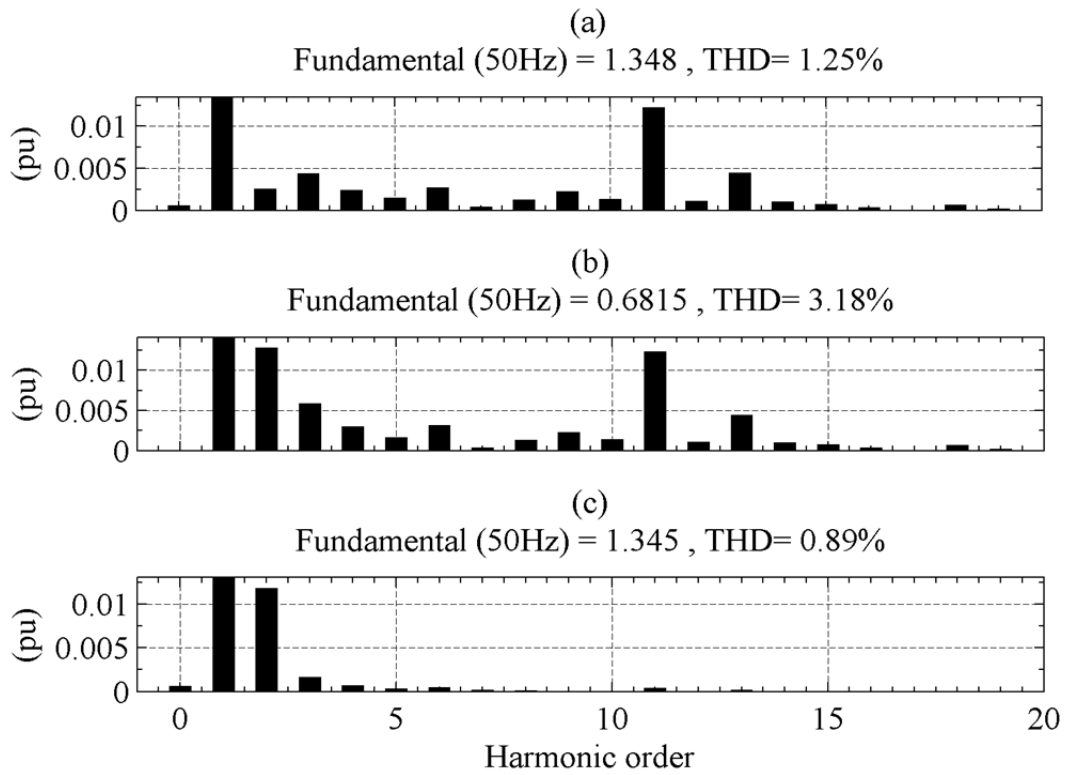 (a)
Fundamental (50Hz) = 1.348 , THD= 1.25%
0.01
0.005
0
(pu)
(b)
Fundamental (50Hz) = 0.6815 , THD= 3.18%
0.01
0.005
0
(pu)
(c)
Fundamental (50Hz) = 1.345 , THD= 0.89%
0.01
0.005
0
(pu)
0 5 10 15 20
Harmonic order